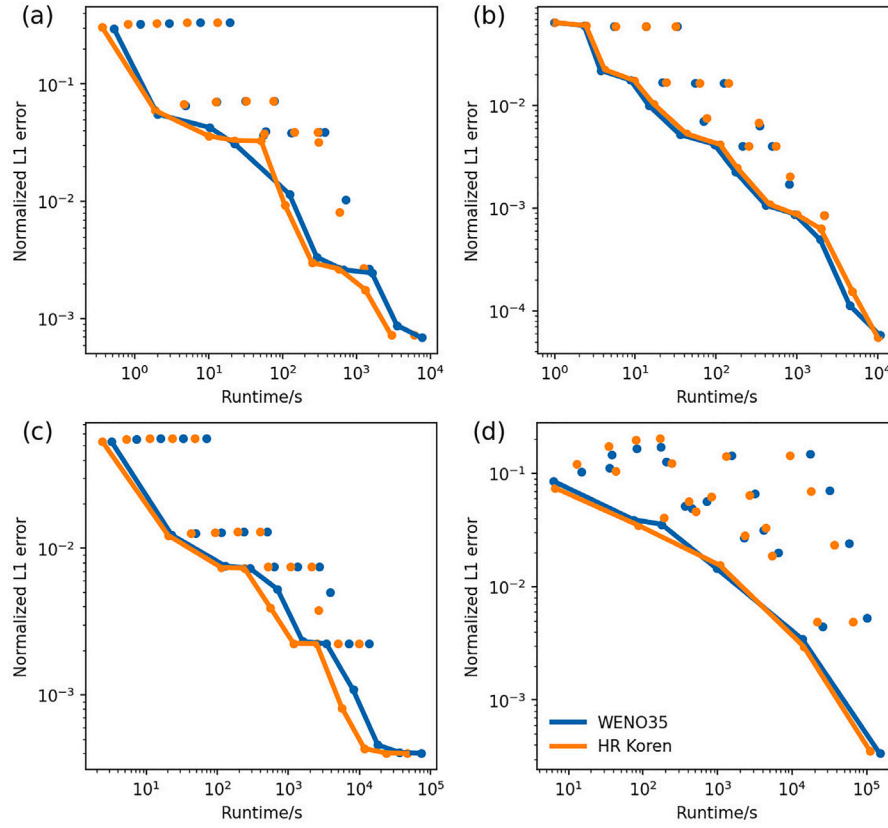 (a)
Normalized L1 error
10⁻¹
10⁻²
10⁻³
10⁰ 10¹ 10² 10³ 10⁴
Runtime/s
(b)
Normalized L1 error
10⁻²
10⁻³
10⁻⁴
10⁰ 10¹ 10² 10³ 10⁴
Runtime/s
(c)
Normalized L1 error
10⁻²
10⁻³
10¹ 10² 10³ 10⁴ 10⁵
Runtime/s
(d)
Normalized L1 error
10⁻¹
10⁻²
10⁻³
WENO35
HR Koren
10¹ 10² 10³ 10⁴ 10⁵
Runtime/s